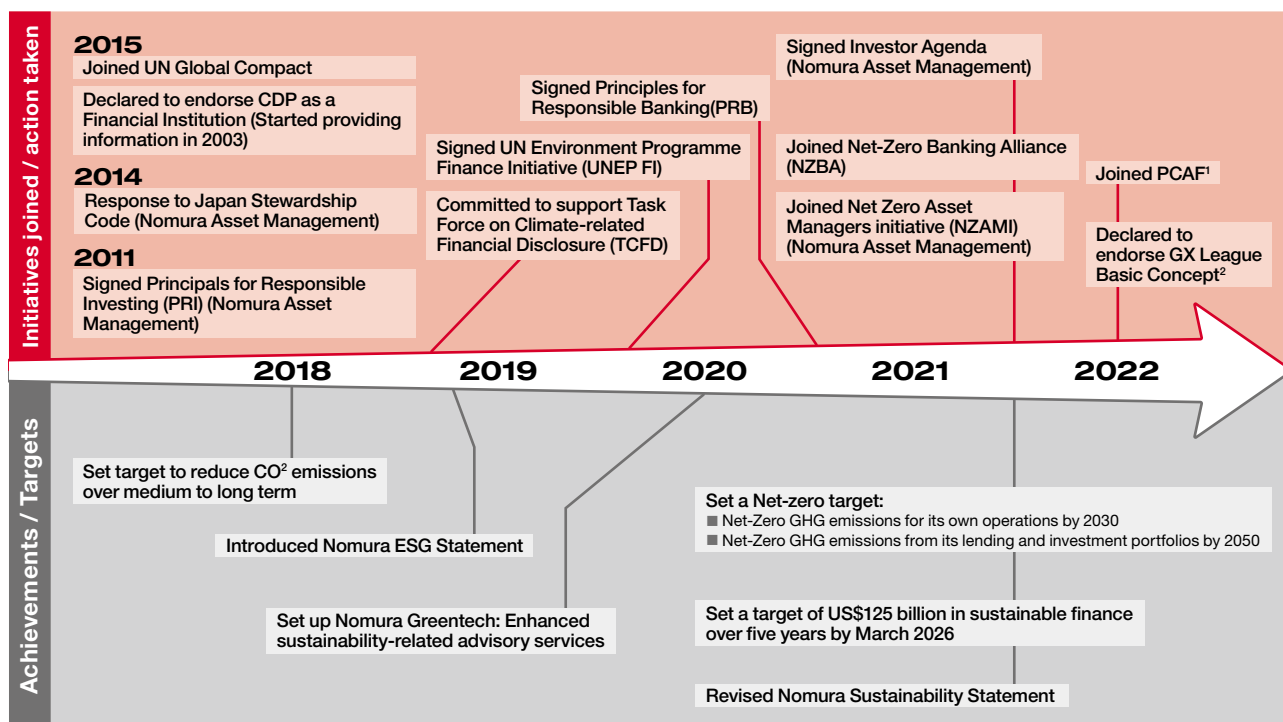 Initiatives joined / action taken
2015
Joined UN Global Compact
Declared to endorse CDP as a
Financial Institution (Started providing
information in 2003)
2014
Response to Japan Stewardship
Code (Nomura Asset Management)
2011
Signed Principals for Responsible
Investing (PRI) (Nomura Asset
Management)
Signed Principles for
Responsible Banking(PRB)
Signed UN Environment Programme
Finance Initiative (UNEP FI)
Committed to support Task
Force on Climate-related
Financial Disclosure (TCFD)
Signed Investor Agenda
(Nomura Asset Management)
Joined Net-Zero Banking Alliance
(NZBA)
Joined Net Zero Asset
Managers initiative (NZAMI)
(Nomura Asset Management)
Joined PCAF¹
Declared to
endorse GX League
Basic Concept²
2018 2019 2020 2021 2022
Achievements / Targets
Set target to reduce CO² emissions
over medium to long term
Introduced Nomura ESG Statement
Set up Nomura Greentech: Enhanced
sustainability-related advisory services
Set a Net-zero target:
■ Net-Zero GHG emissions for its own operations by 2030
■ Net-Zero GHG emissions from its lending and investment portfolios by 2050
Set a target of US$125 billion in sustainable finance
over five years by March 2026
Revised Nomura Sustainability Statement